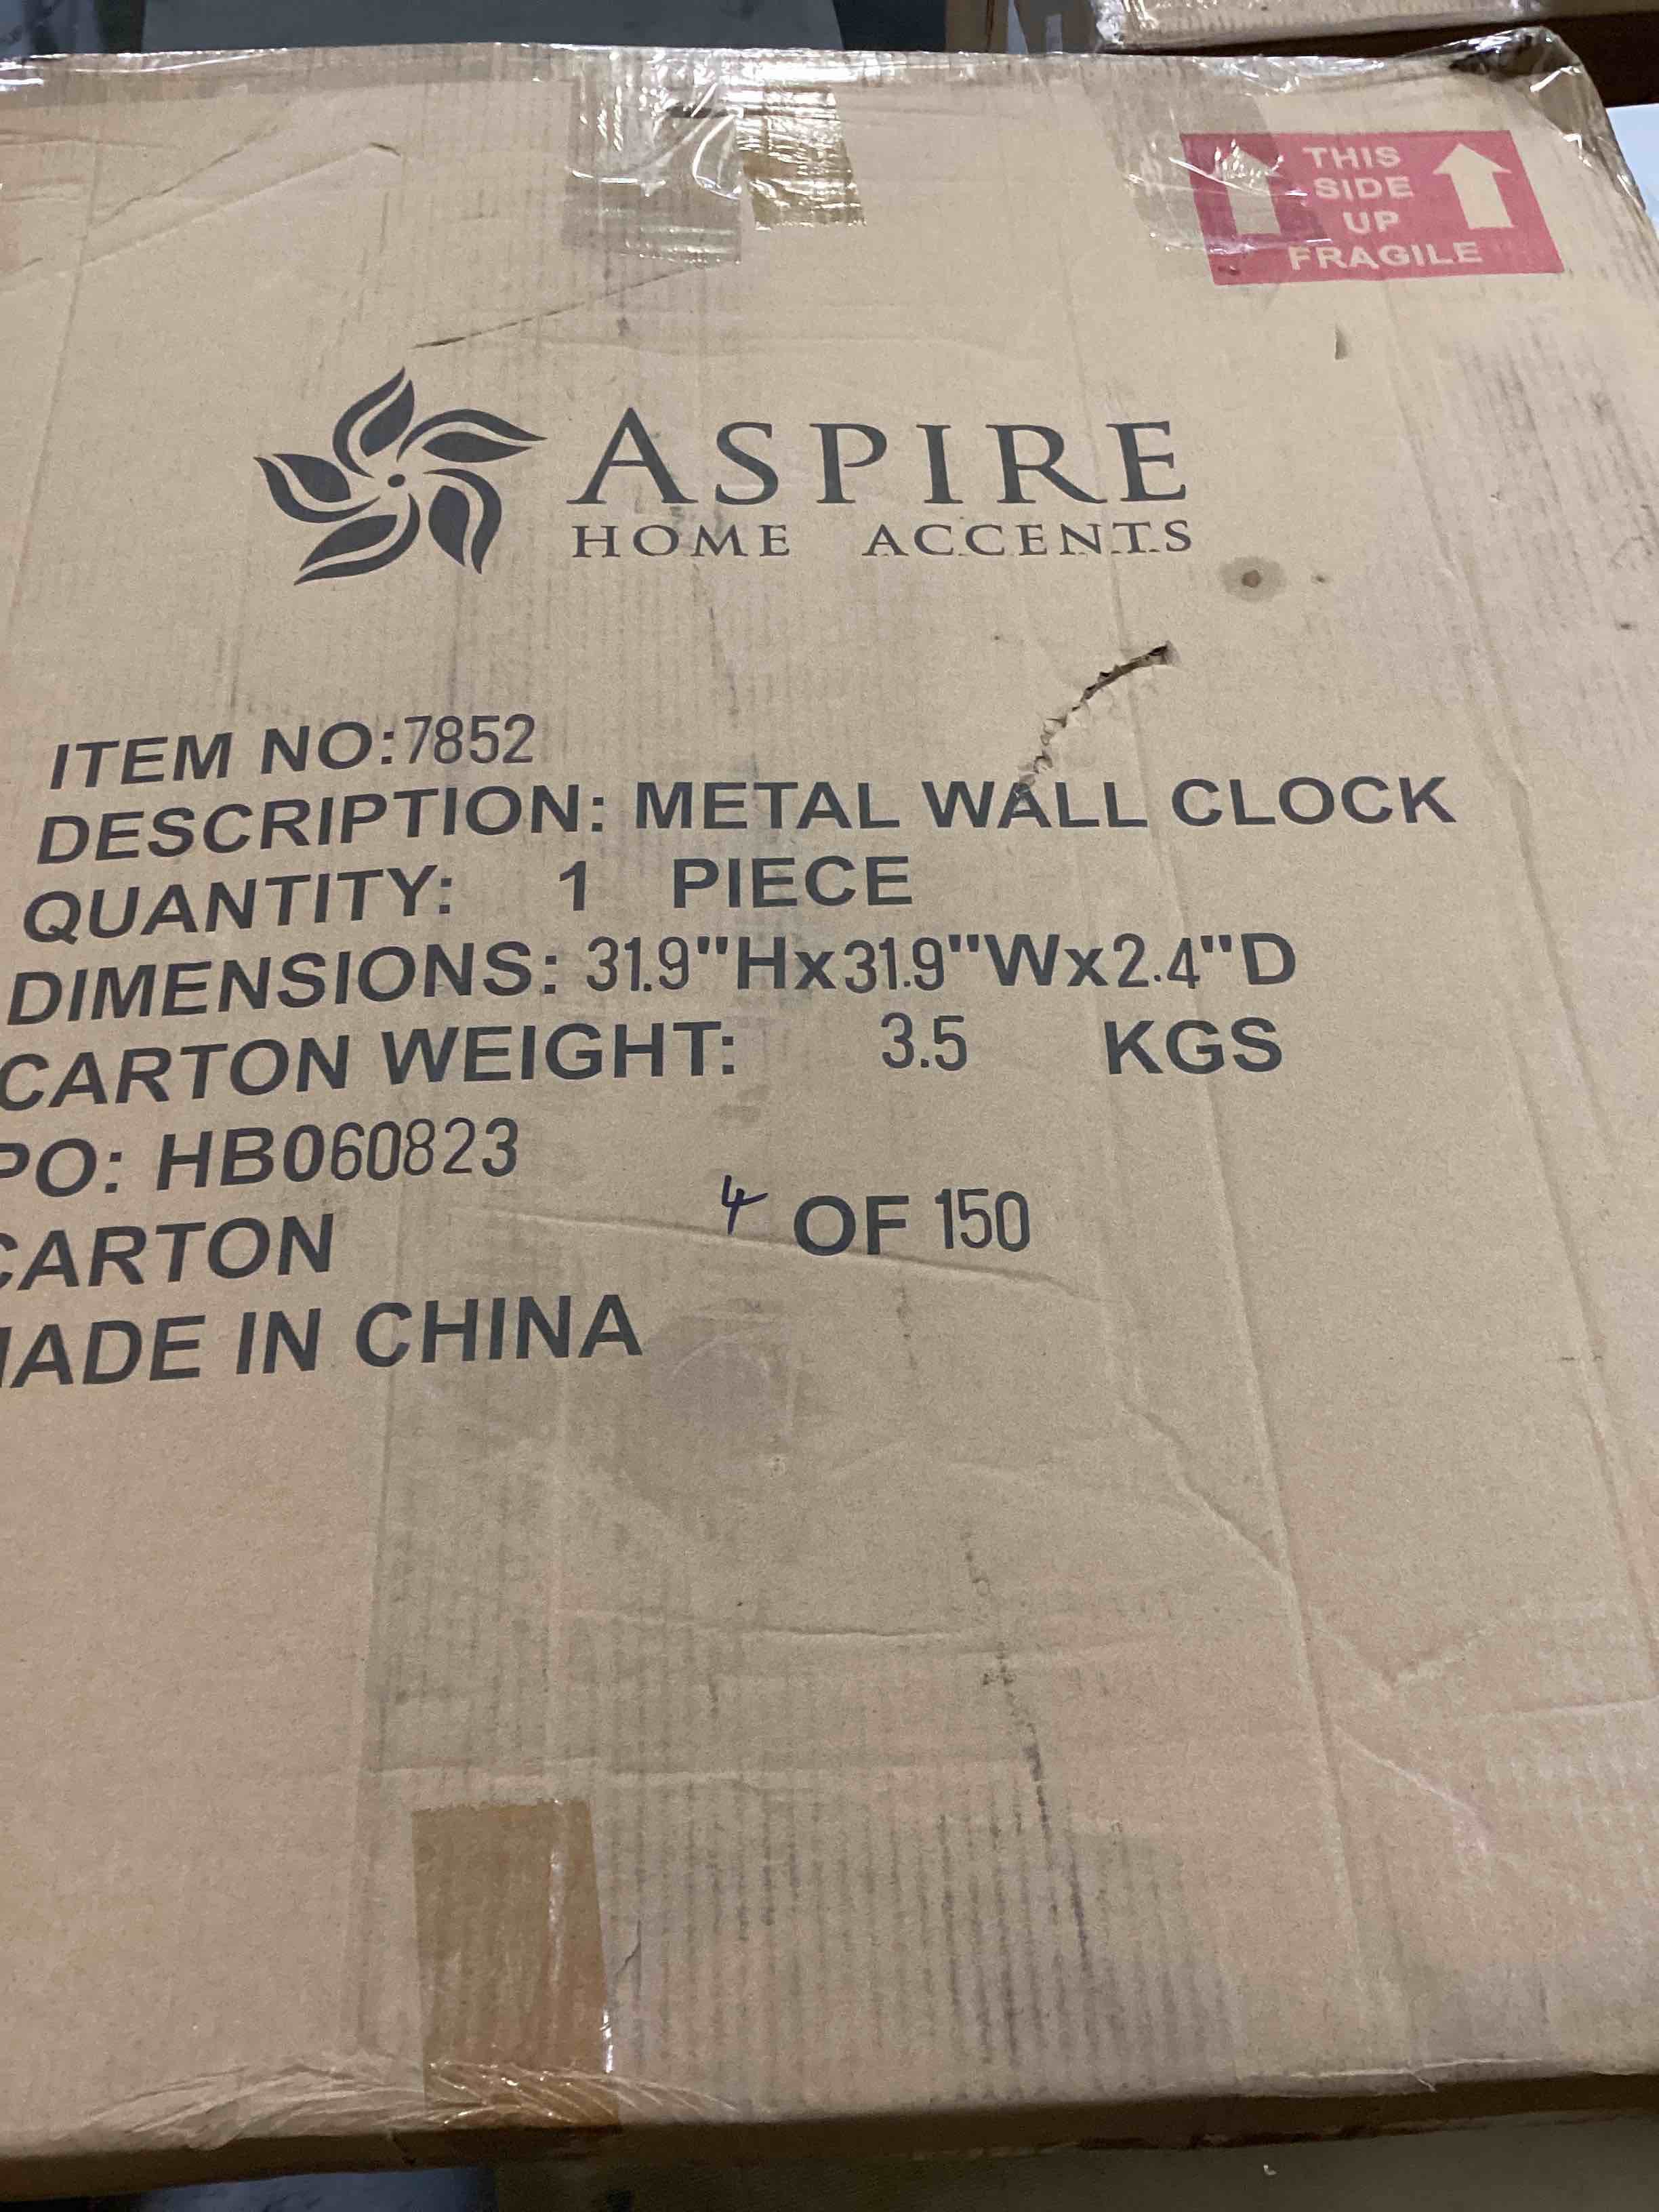 THIS
SIDE
UP
FRAGILE
ASPIRE
HOME ACCENTS
ITEM NO:7852
DESCRIPTION: METAL WALL CLOCK
QUANTITY: 1 PIECE
DIMENSIONS: 31.9"Hx31.9"Wx2.4"D
CARTON WEIGHT: 3.5 KGS
PO: HB060823
CARTON 4 OF 150
MADE IN CHINA